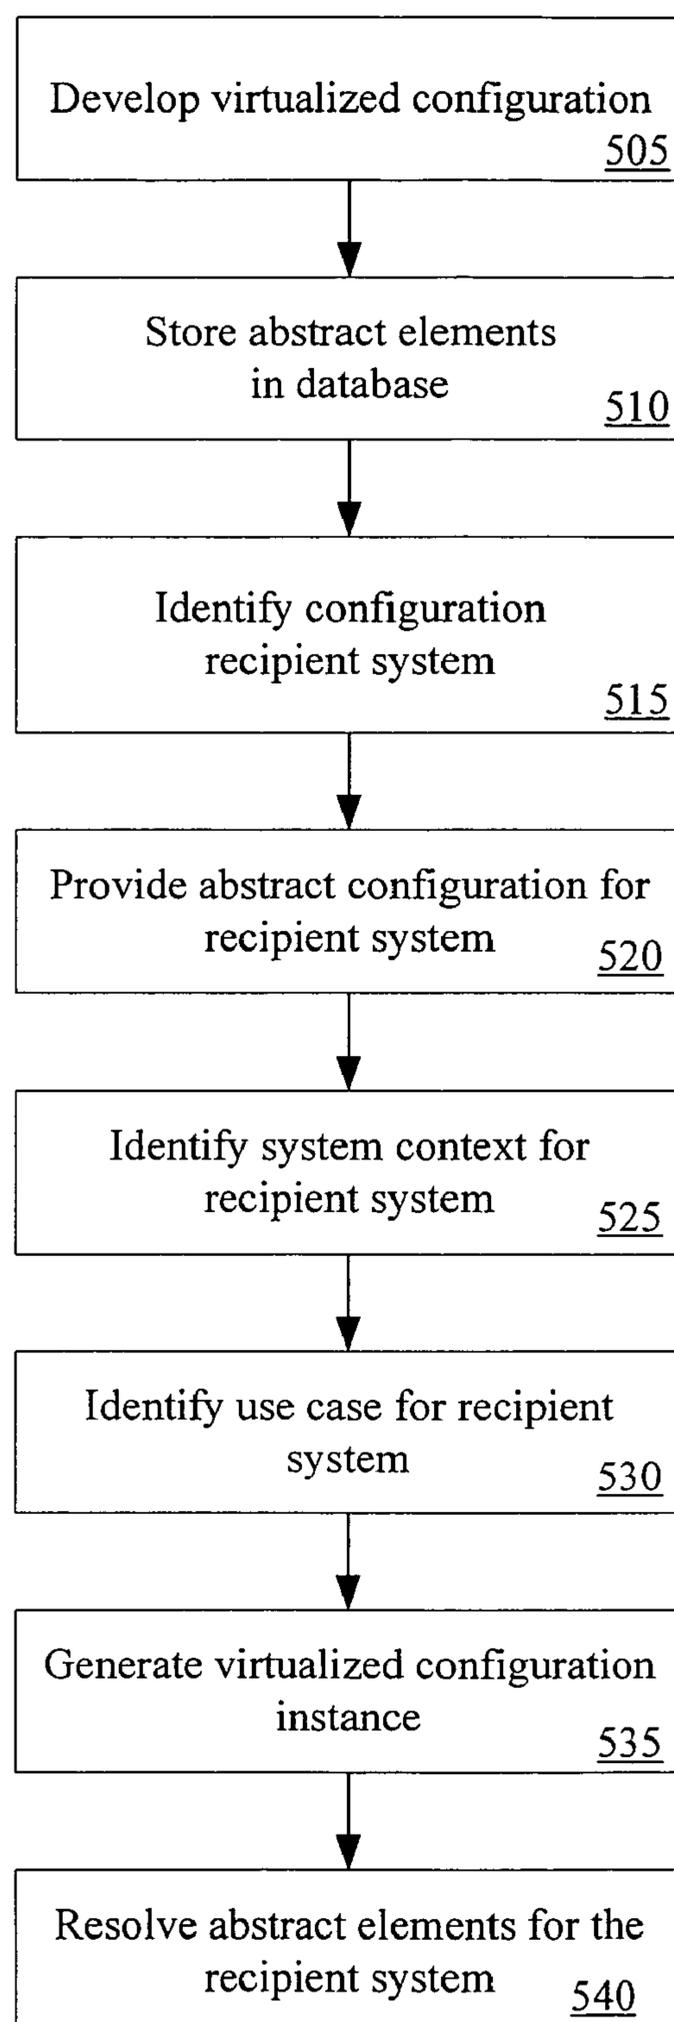 Develop virtualized configuration
505
Store abstract elements
in database
510
Identify configuration
recipient system
515
Provide abstract configuration for
recipient system
520
Identify system context for
recipient system
525
Identify use case for recipient
system
530
Generate virtualized configuration
instance
535
Resolve abstract elements for the
recipient system
540